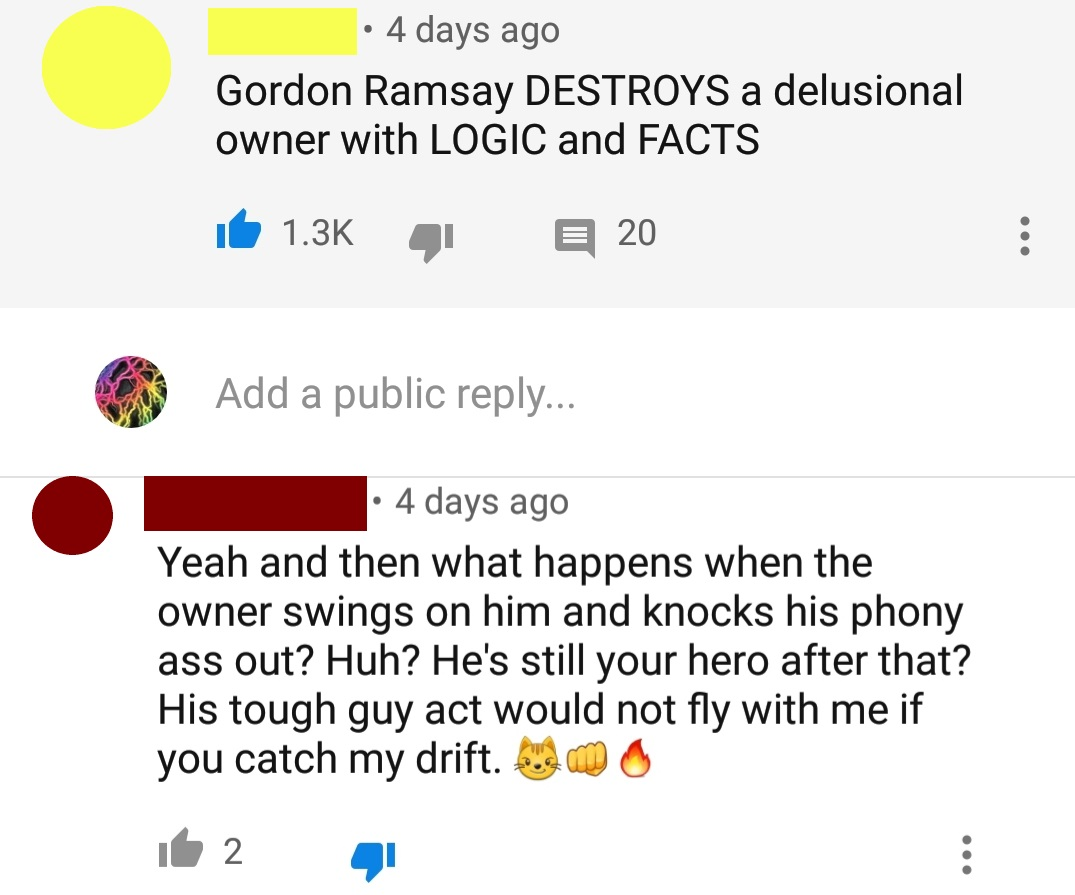 • 4 days ago
Gordon Ramsay DESTROYS a delusional
owner with LOGIC and FACTS
1.3K 20
Add a public reply...
• 4 days ago
Yeah and then what happens when the
owner swings on him and knocks his phony
ass out? Huh? He's still your hero after that?
His tough guy act would not fly with me if
you catch my drift. 😼👊🔥
2